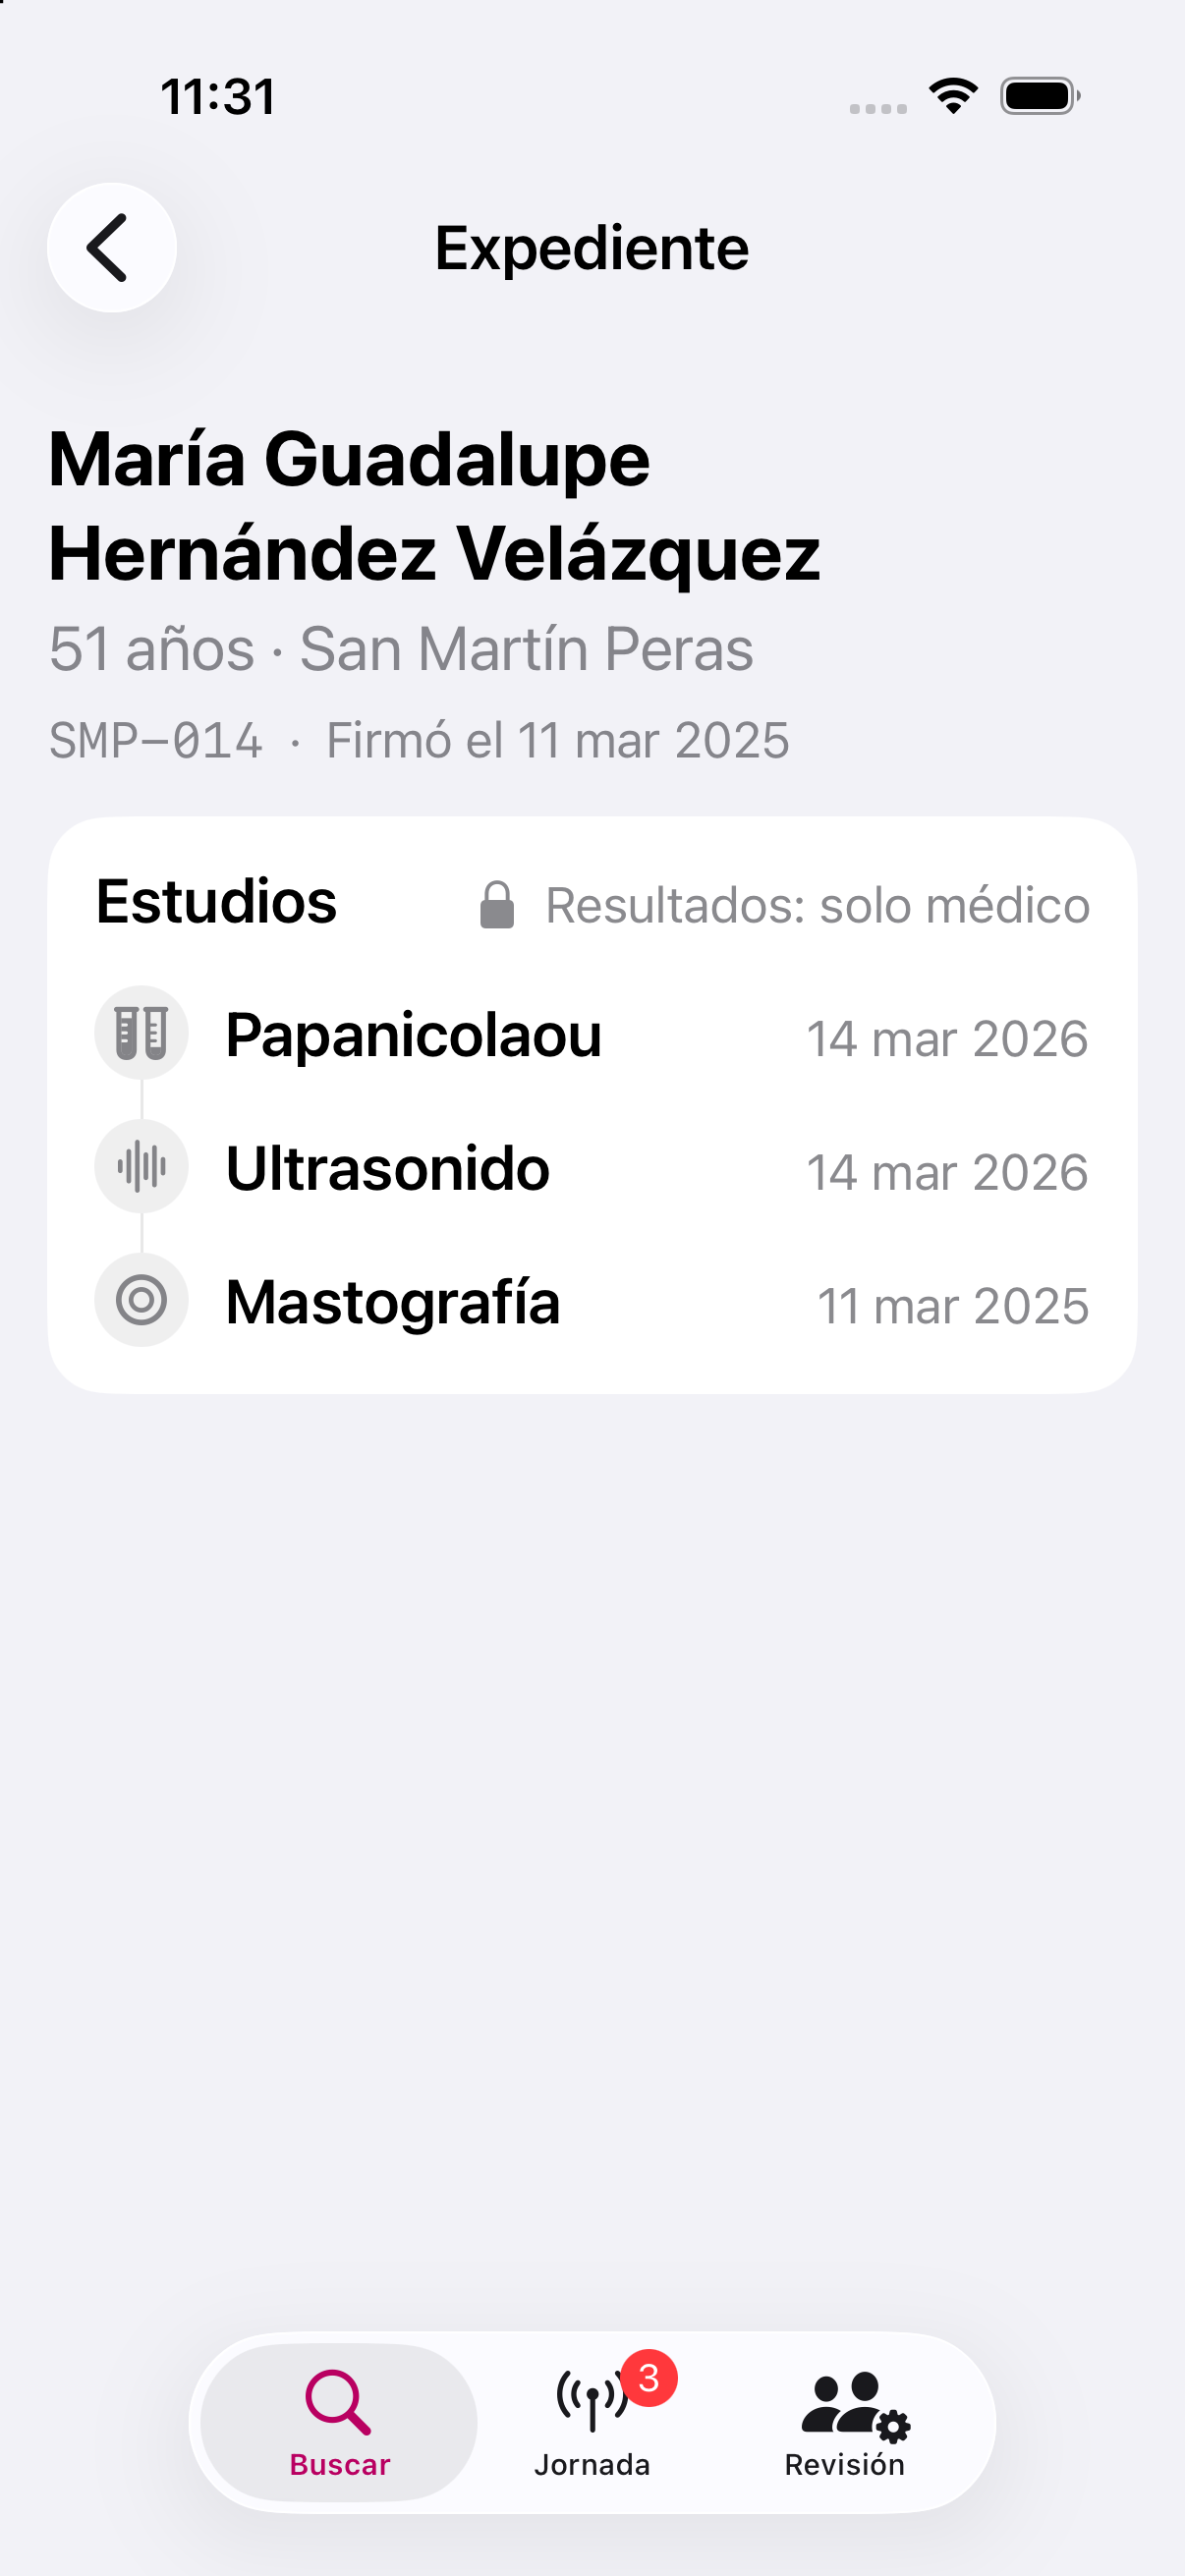 11:31
Expediente
María Guadalupe
Hernández Velázquez
51 años · San Martín Peras
SMP-014 · Firmó el 11 mar 2025
Estudios Resultados: solo médico
Papanicolaou 14 mar 2026
Ultrasonido 14 mar 2026
Mastografía 11 mar 2025
3
Buscar Jornada Revisión